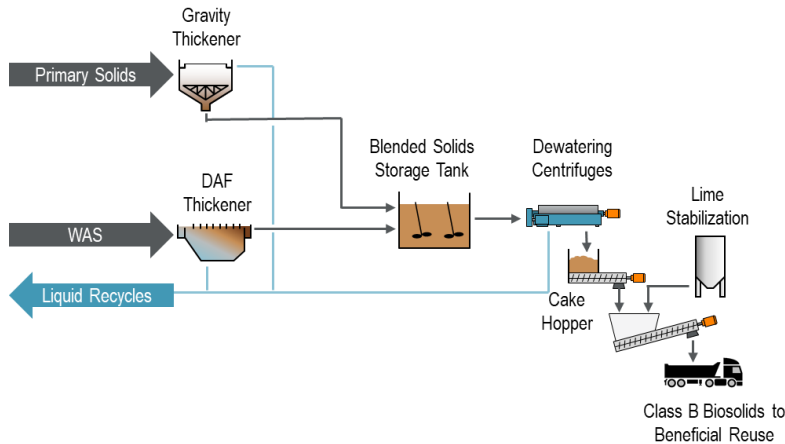 Gravity
Thickener
Primary Solids
Blended Solids
Storage Tank
Dewatering
Centrifuges
DAF
Thickener
Lime
Stabilization
WAS
Liquid Recycles
Cake
Hopper
Class B Biosolids to
Beneficial Reuse